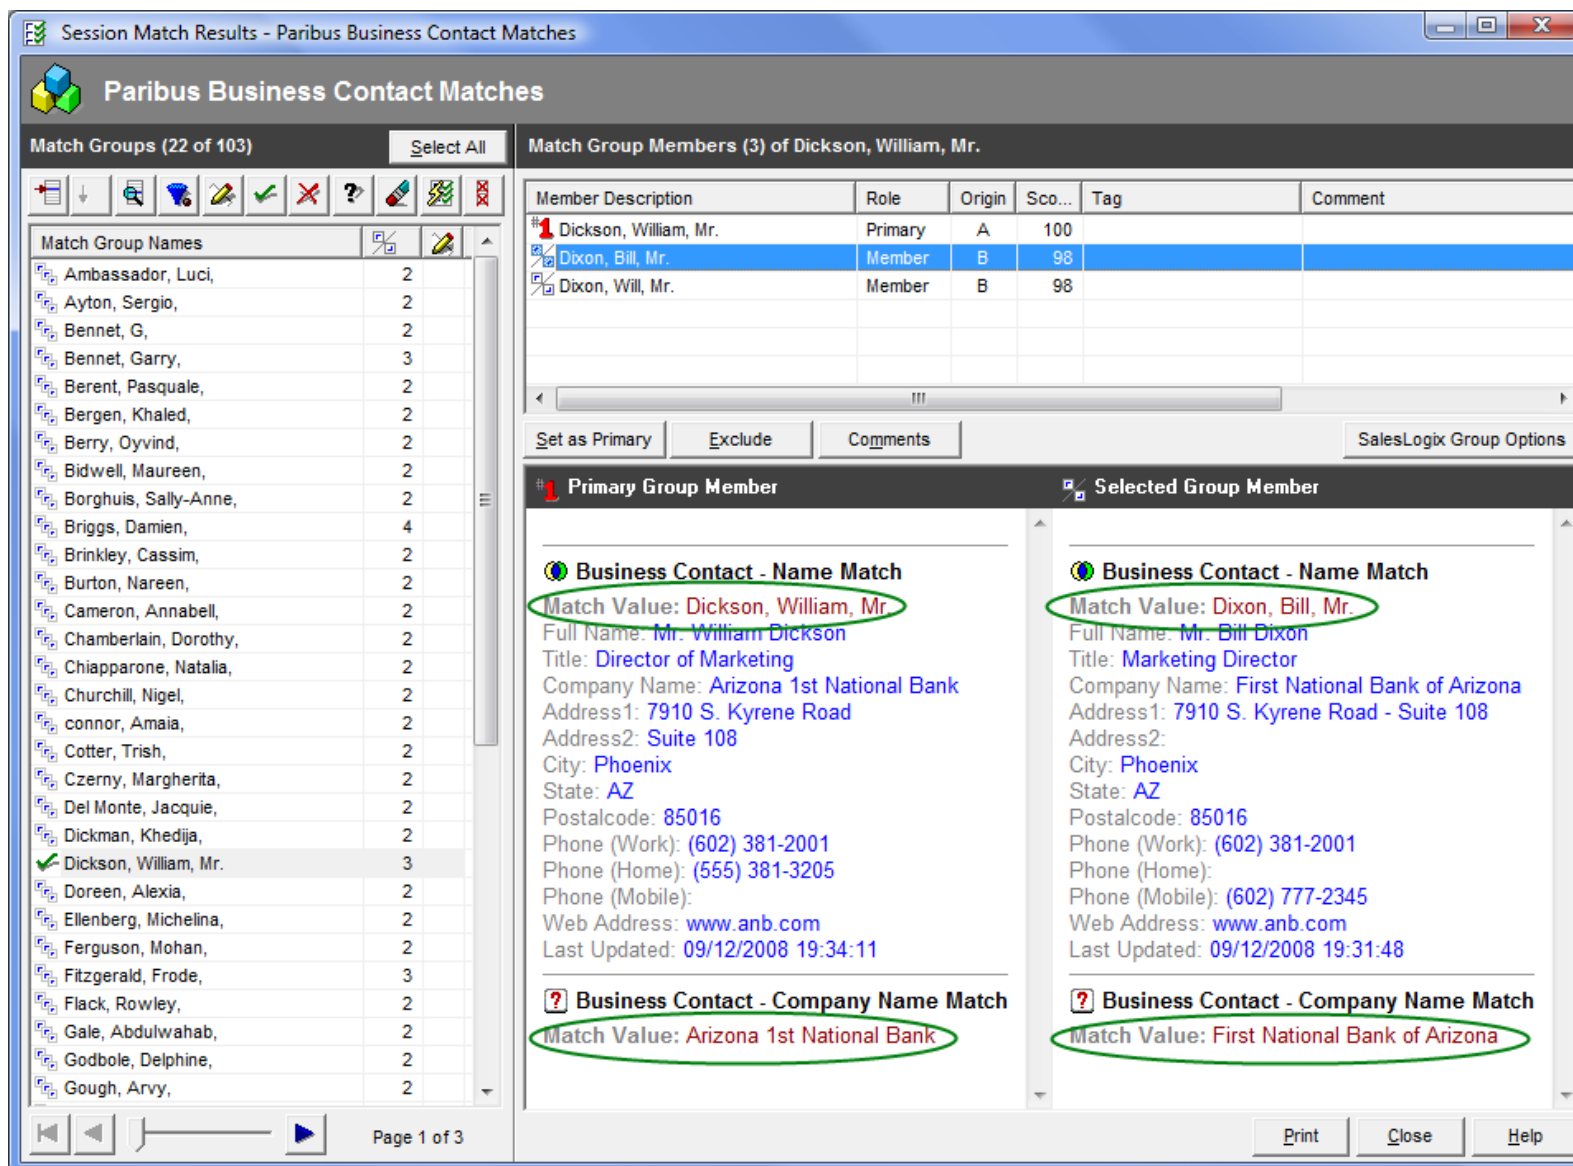 Session Match Results - Paribus Business Contact Matches
Paribus Business Contact Matches
Match Groups (22 of 103)
Select All
Match Group Names
Ambassador, Luci, 2
Ayton, Sergio, 2
Bennet, G, 2
Bennet, Garry, 3
Berent, Pasquale, 2
Bergen, Khaled, 2
Berry, Oyvind, 2
Bidwell, Maureen, 2
Borghuis, Sally-Anne, 2
Briggs, Damien, 4
Brinkley, Cassim, 2
Burton, Nareen, 2
Cameron, Annabell, 2
Chamberlain, Dorothy, 2
Chiapparone, Natalia, 2
Churchill, Nigel, 2
connor, Amaia, 2
Cotter, Trish, 2
Czerny, Margherita, 2
Del Monte, Jacquie, 2
Dickman, Khedija, 2
Dickson, William, Mr. 3
Doreen, Alexia, 2
Ellenberg, Michelina, 2
Ferguson, Mohan, 2
Fitzgerald, Frode, 3
Flack, Rowley, 2
Gale, Abdulwahab, 2
Godbole, Delphine, 2
Gough, Arvy, 2
Page 1 of 3
Match Group Members (3) of Dickson, William, Mr.
Member Description Role Origin Sco... Tag Comment
#1 Dickson, William, Mr. Primary A 100
Dixon, Bill, Mr. Member B 98
Dixon, Will, Mr. Member B 98
Set as Primary
Exclude
Comments
SalesLogix Group Options
#1 Primary Group Member
Business Contact - Name Match
Match Value: Dickson, William, Mr.
Full Name: Mr. William Dickson
Title: Director of Marketing
Company Name: Arizona 1st National Bank
Address1: 7910 S. Kyrene Road
Address2: Suite 108
City: Phoenix
State: AZ
Postalcode: 85016
Phone (Work): (602) 381-2001
Phone (Home): (555) 381-3205
Phone (Mobile):
Web Address: www.anb.com
Last Updated: 09/12/2008 19:34:11
? Business Contact - Company Name Match
Match Value: Arizona 1st National Bank
Selected Group Member
Business Contact - Name Match
Match Value: Dixon, Bill, Mr.
Full Name: Mr. Bill Dixon
Title: Marketing Director
Company Name: First National Bank of Arizona
Address1: 7910 S. Kyrene Road - Suite 108
Address2:
City: Phoenix
State: AZ
Postalcode: 85016
Phone (Work): (602) 381-2001
Phone (Home):
Phone (Mobile): (602) 777-2345
Web Address: www.anb.com
Last Updated: 09/12/2008 19:31:48
? Business Contact - Company Name Match
Match Value: First National Bank of Arizona
Print
Close
Help